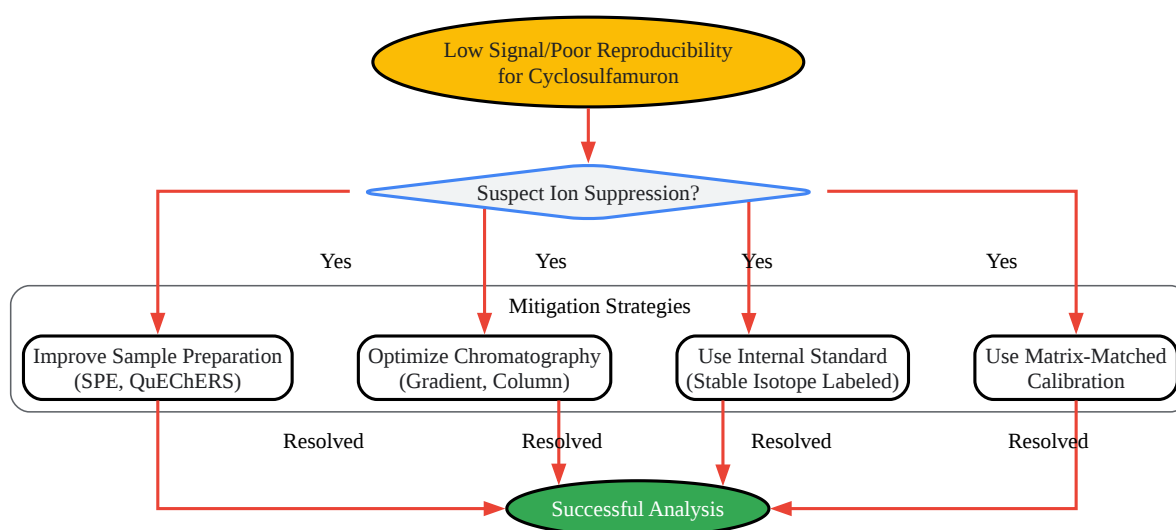 Low Signal/Poor Reproducibility
for Cyclosulfamuron
Suspect Ion Suppression?
Yes
Yes
Yes
Yes
Mitigation Strategies
Improve Sample Preparation
(SPE, QuEChERS)
Optimize Chromatography
(Gradient, Column)
Use Internal Standard
(Stable Isotope Labeled)
Use Matrix-Matched
Calibration
Resolved
Resolved
Resolved
Resolved
Successful Analysis